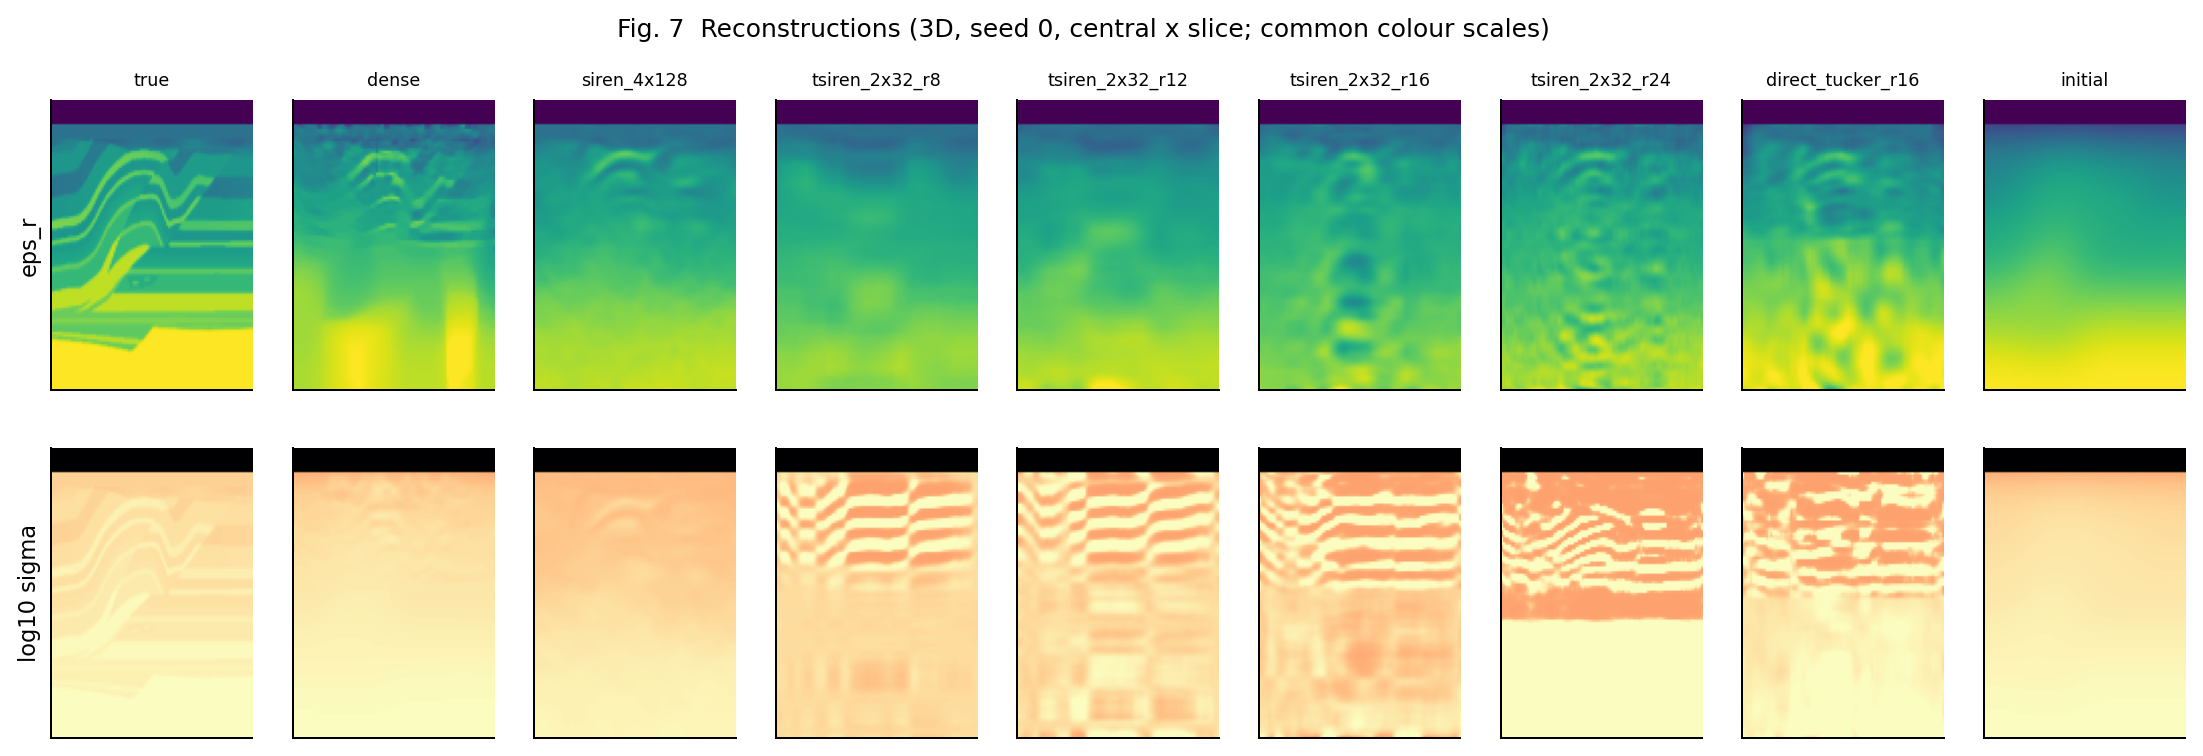 Fig. 7  Reconstructions (3D, seed 0, central x slice; common colour scales)
true
dense
siren_4x128
tsiren_2x32_r8
tsiren_2x32_r12
tsiren_2x32_r16
tsiren_2x32_r24
direct_tucker_r16
initial
eps_r
log10 sigma